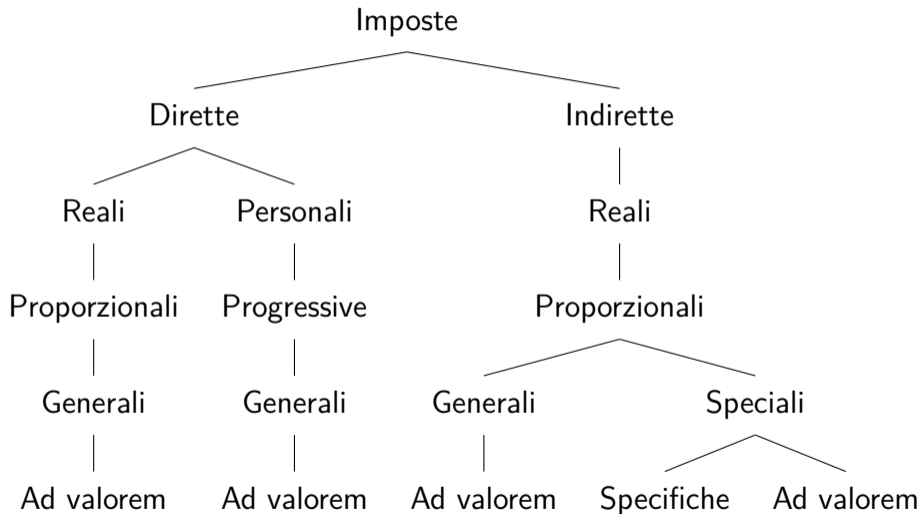 Imposte
Dirette Indirette
Reali Personali Reali
Proporzionali Progressive Proporzionali
Generali Generali Generali Speciali
Ad valorem Ad valorem Ad valorem Specifiche Ad valorem